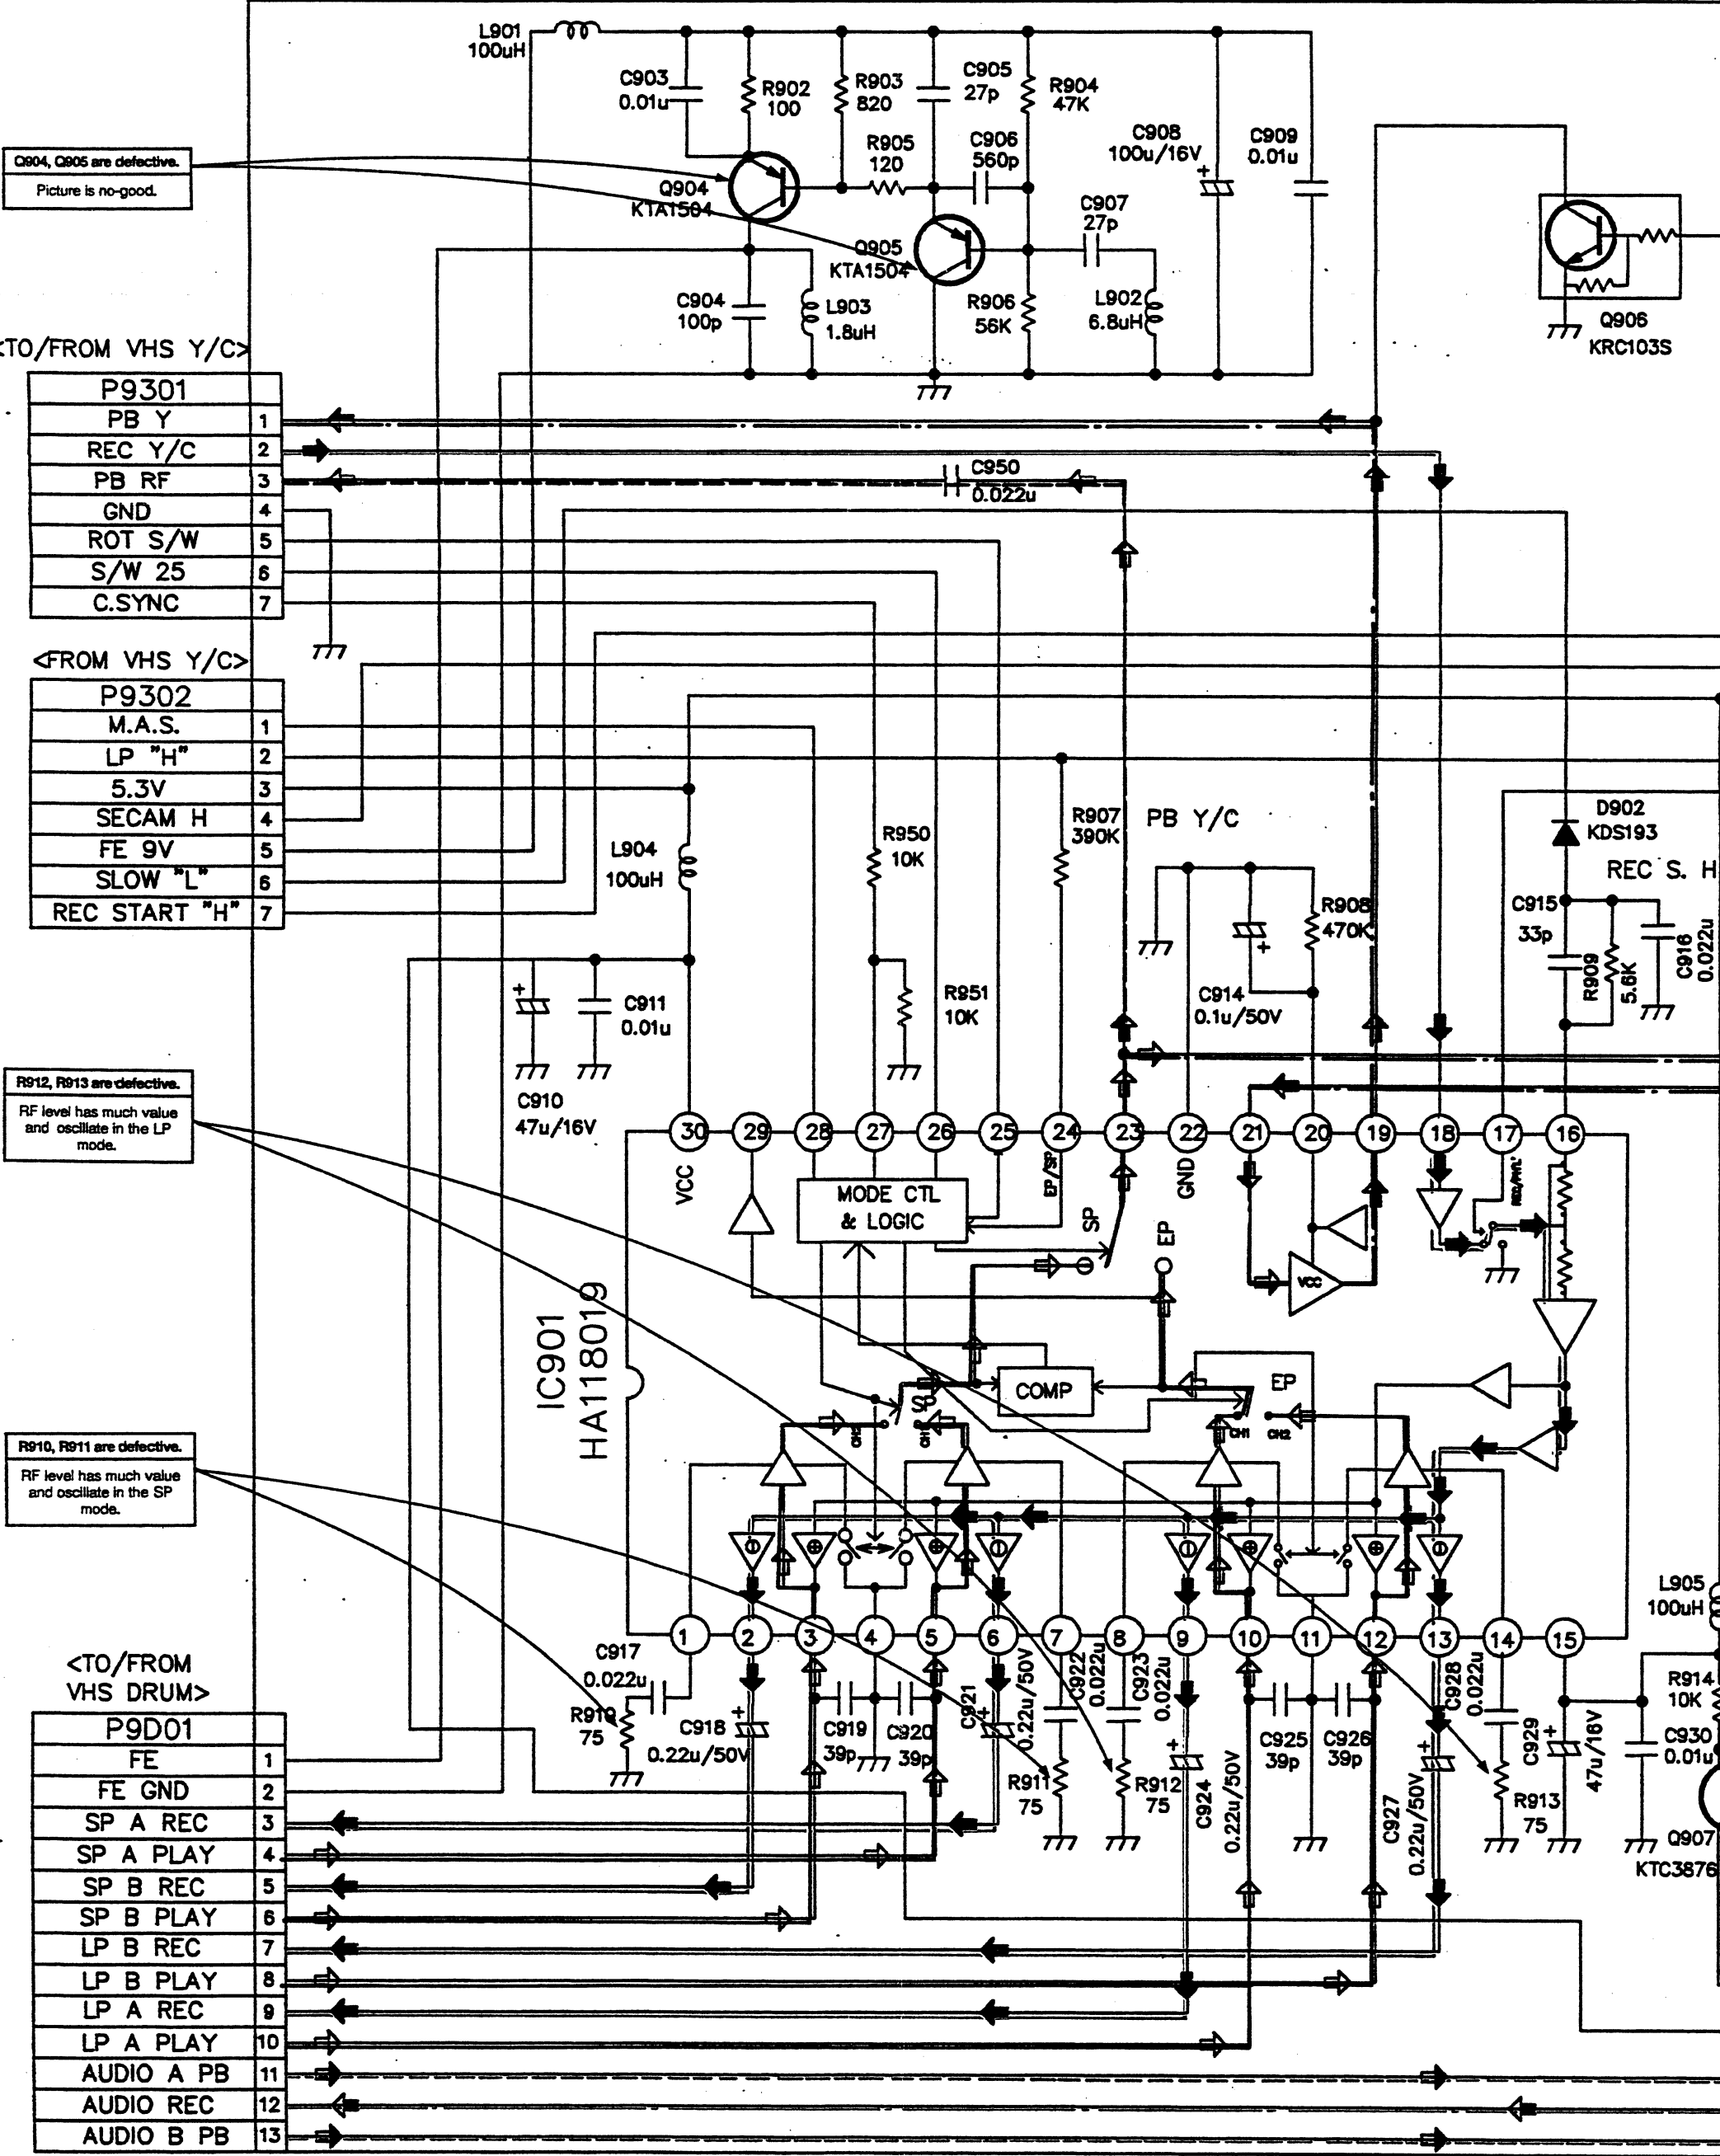 L901
100uH
C903
0.01u
R902
100
R903
820
C905
27p
R904
47K
R905
120
C906
560p
C908
100u/16V
+
C909
0.01u
Q904, Q905 are defective.
Picture is no-good.
Q904
KTA1504
C907
27p
Q905
KTA1504
C904
100p
L903
1.8uH
R906
56K
L902
6.8uH
Q906
KRC103S
<TO/FROM VHS Y/C>
P9301
PB Y 1
REC Y/C 2
PB RF 3
GND 4
ROT S/W 5
S/W 25 6
C.SYNC 7
C950
0.022u
<FROM VHS Y/C>
P9302
M.A.S. 1
LP "H" 2
5.3V 3
SECAM H 4
FE 9V 5
SLOW "L" 6
REC START "H" 7
L904
100uH
R950
10K
R907
390K
PB Y/C
D902
KDS193
REC S. H
R908
470K
C915
33p
R909
5.6K
C916
0.022u
+
C911
0.01u
R951
10K
C914
0.1u/50V
+
C910
47u/16V
R912, R913 are defective.
RF level has much value
and oscillate in the LP
mode.
30 29 28 27 26 25 24 23 22 21 20 19 18 17 16
VCC
MODE CTL
& LOGIC
EP/SP
GND
SP
EP
VCC
IC901
HA118019
COMP
EP
SP
CH1
CH2
R910, R911 are defective.
RF level has much value
and oscillate in the SP
mode.
1 2 3 4 5 6 7 8 9 10 11 12 13 14 15
L905
100uH
<TO/FROM
VHS DRUM>
C917
0.022u
R910
75
C918
0.22u/50V
+
C919
39p
C920
39p
C921
0.22u/50V
+
C922
0.022u
C923
0.022u
R911
75
R912
75
C924
0.22u/50V
+
C925
39p
C926
39p
C927
0.22u/50V
+
C928
0.022u
R913
75
C929
47u/16V
+
R914
10K
C930
0.01u
Q907
KTC3876
P9D01
FE 1
FE GND 2
SP A REC 3
SP A PLAY 4
SP B REC 5
SP B PLAY 6
LP B REC 7
LP B PLAY 8
LP A REC 9
LP A PLAY 10
AUDIO A PB 11
AUDIO REC 12
AUDIO B PB 13